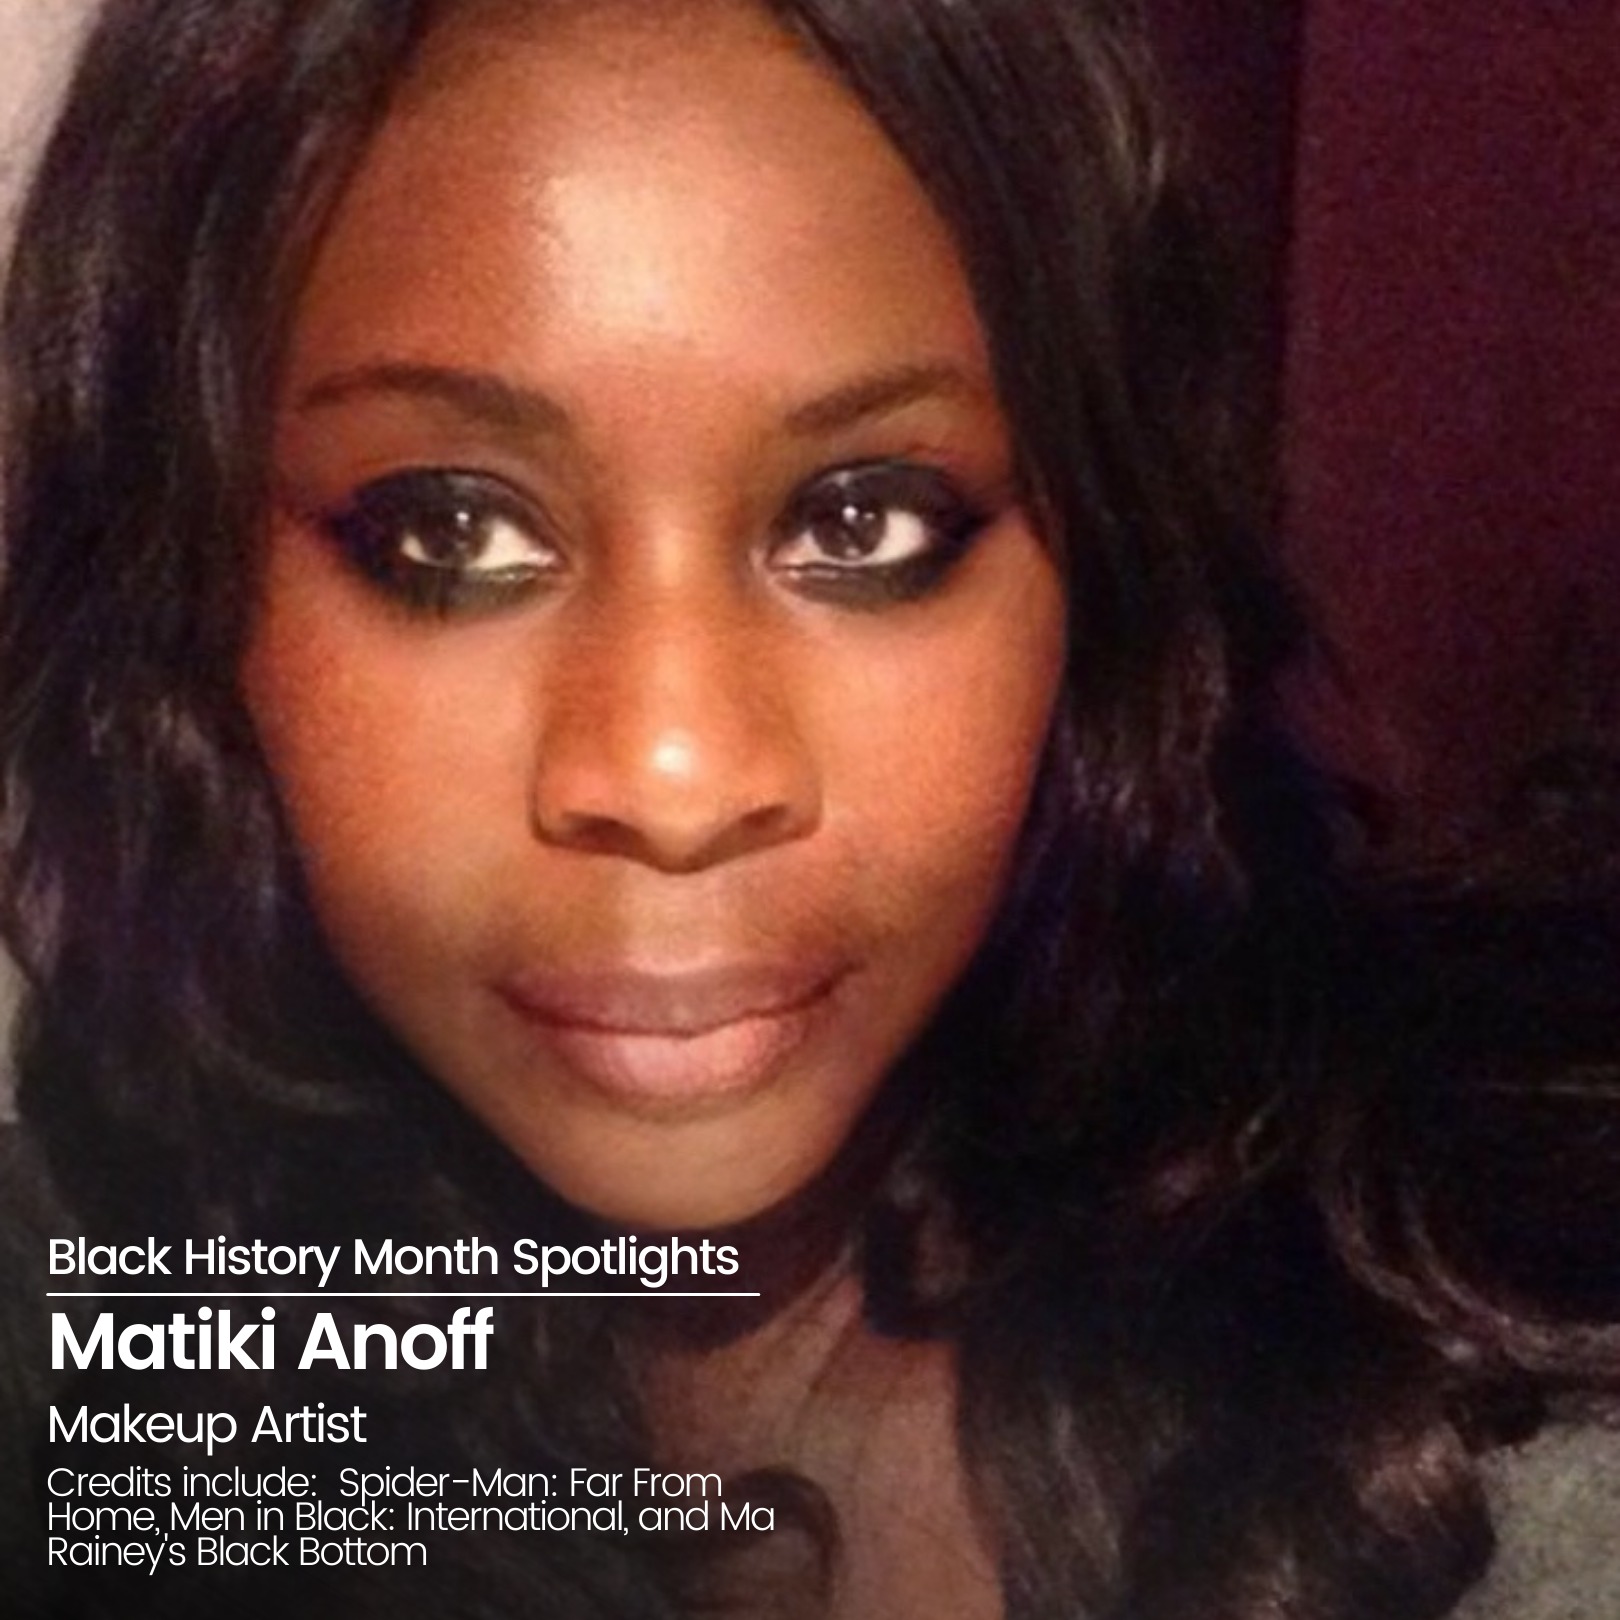 Black History Month Spotlights
Matiki Anoff
Makeup Artist
Credits include:  Spider-Man: Far From
Home, Men in Black: International, and Ma
Rainey's Black Bottom